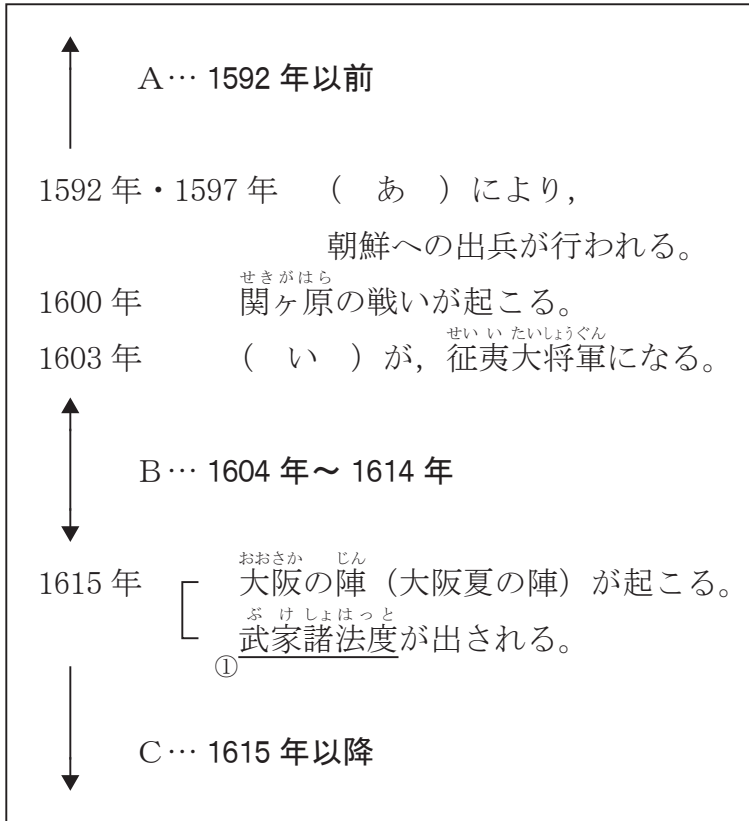 A… 1592 年以前
1592 年・1597 年 （ あ ）により,
朝鮮への出兵が行われる。
せきがはら
1600 年 関ヶ原の戦いが起こる。
せい い たいしょうぐん
1603 年 （ い ）が, 征夷大将軍になる。
B… 1604 年～ 1614 年
おおさか じん
1615 年 大阪の陣（大阪夏の陣）が起こる。
ぶ け しょはっと
①武家諸法度が出される。
C… 1615 年以降